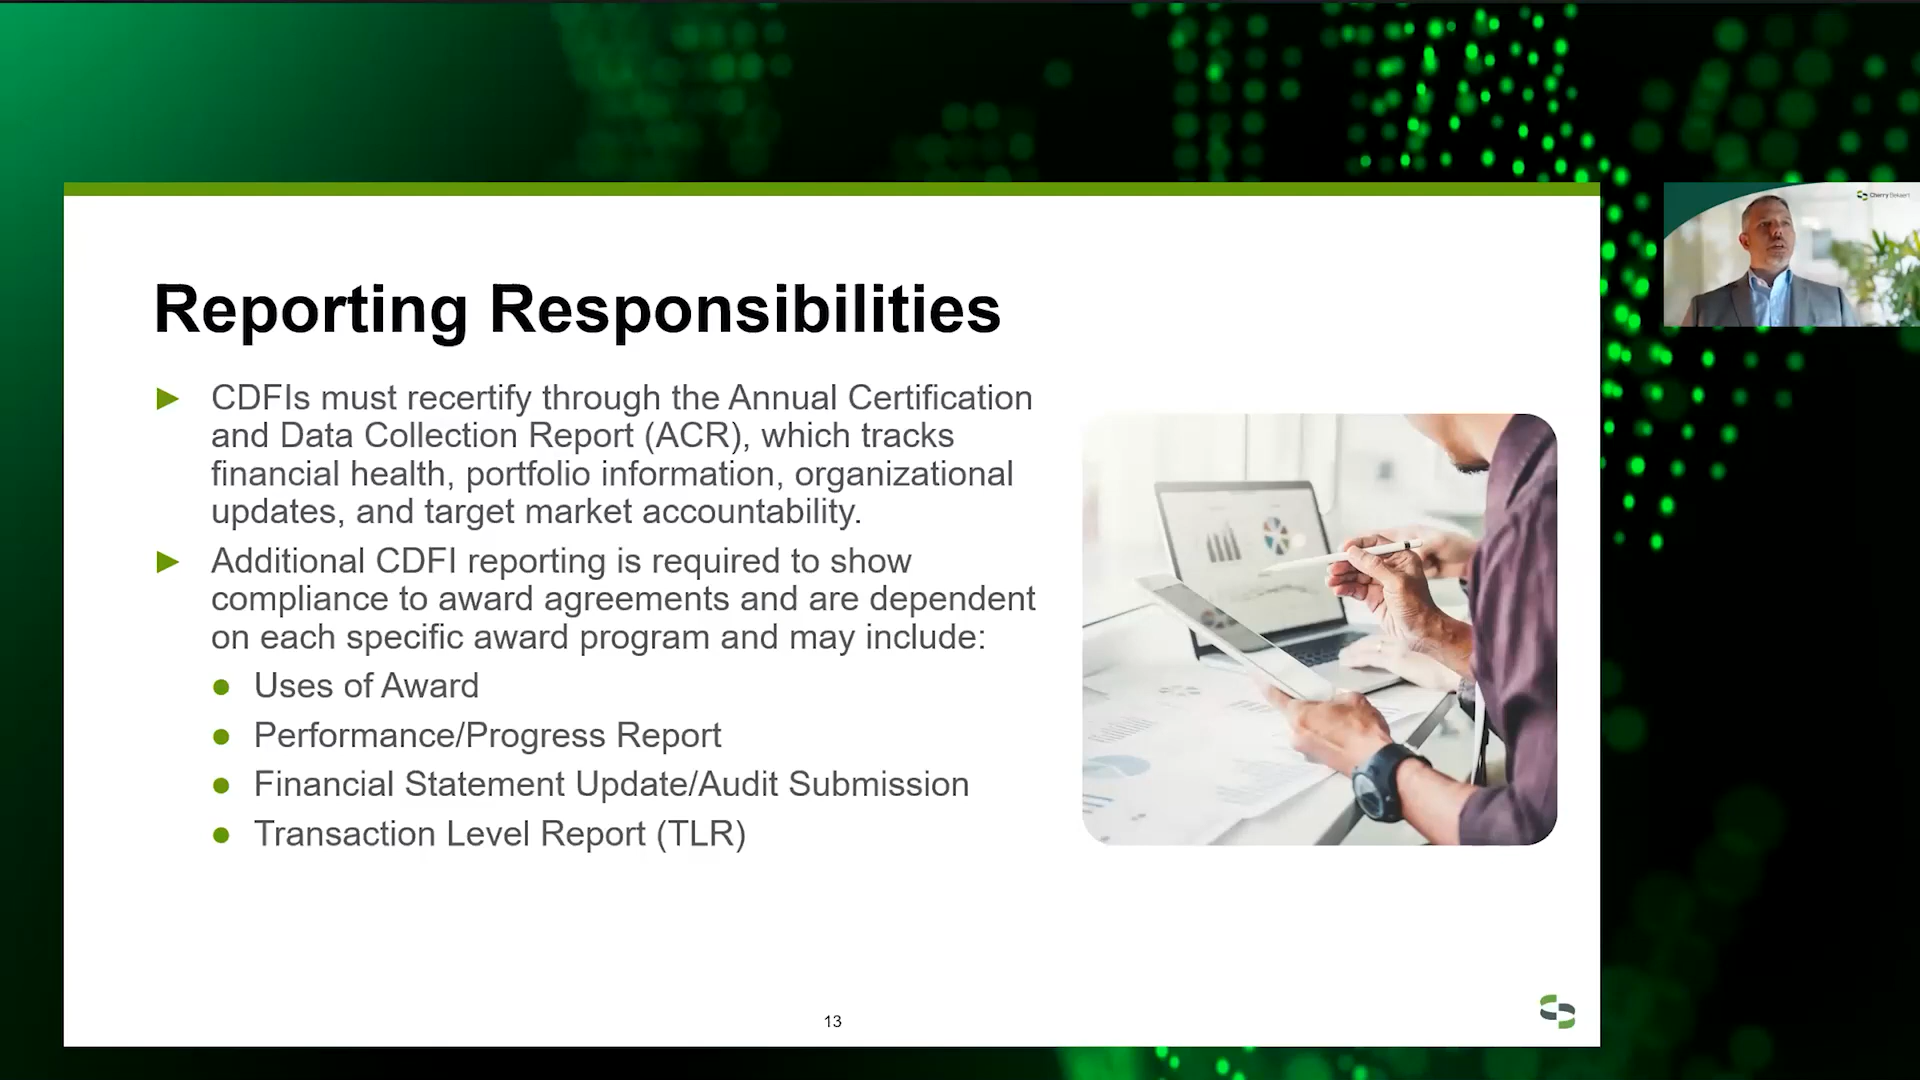 Cherry Bekaert
Reporting Responsibilities
CDFIs must recertify through the Annual Certification
and Data Collection Report (ACR), which tracks
financial health, portfolio information, organizational
updates, and target market accountability.
Additional CDFI reporting is required to show
compliance to award agreements and are dependent
on each specific award program and may include:
Uses of Award
Performance/Progress Report
Financial Statement Update/Audit Submission
Transaction Level Report (TLR)
13